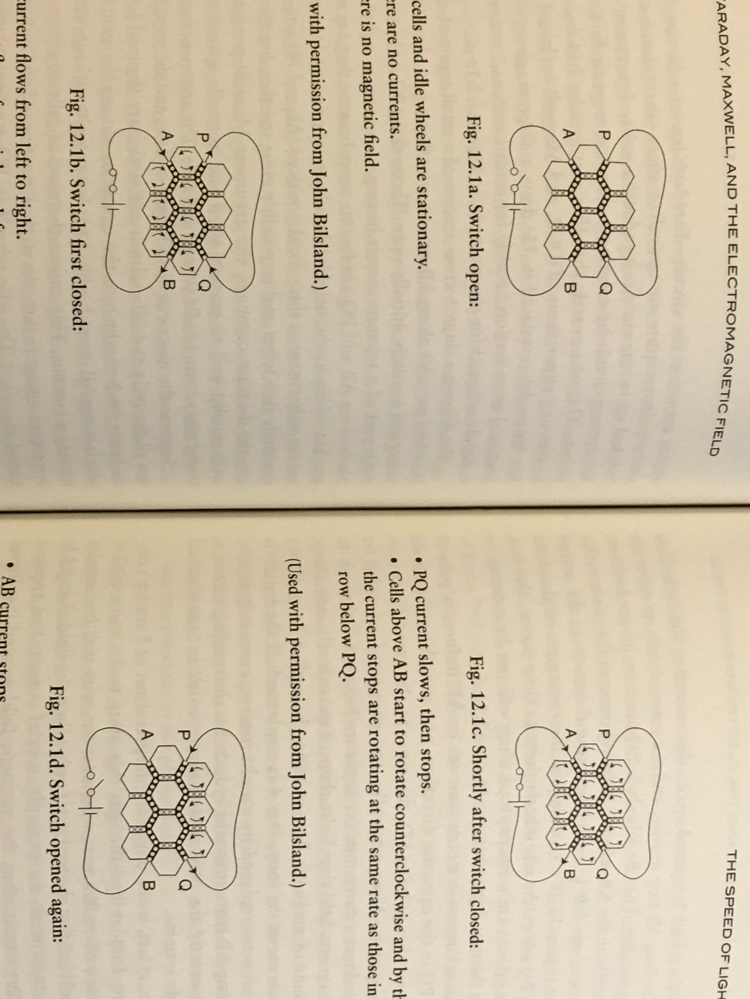 FARADAY, MAXWELL, AND THE ELECTROMAGNETIC FIELD
P
Q
A
B
Fig. 12.1a. Switch open:
cells and idle wheels are stationary.
are no currents.
is no magnetic field.
with permission from John Bilsland.)
P
Q
A
B
Fig. 12.1b. Switch first closed:
current flows from left to right.
THE SPEED OF
P
Q
A
B
Fig. 12.1c. Shortly after switch closed:
• PQ current slows, then stops.
• Cells above AB start to rotate counterclockwise and by
the current stops are rotating at the same rate as those in
row below PQ.
(Used with permission from John Bilsland.)
P
Q
A
B
Fig. 12.1d. Switch opened again:
• AB current stops